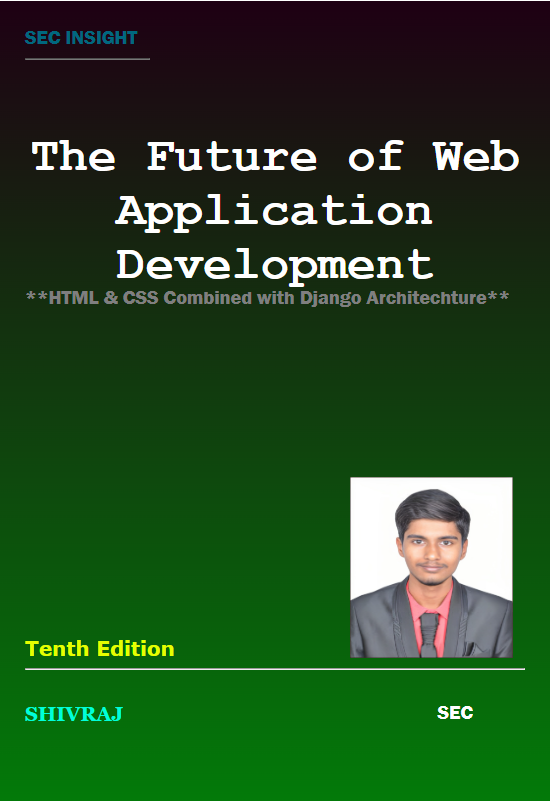 SEC INSIGHT
The Future of Web
Application
Development
**HTML & CSS Combined with Django Architechture**
Tenth Edition
SHIVRAJ
SEC